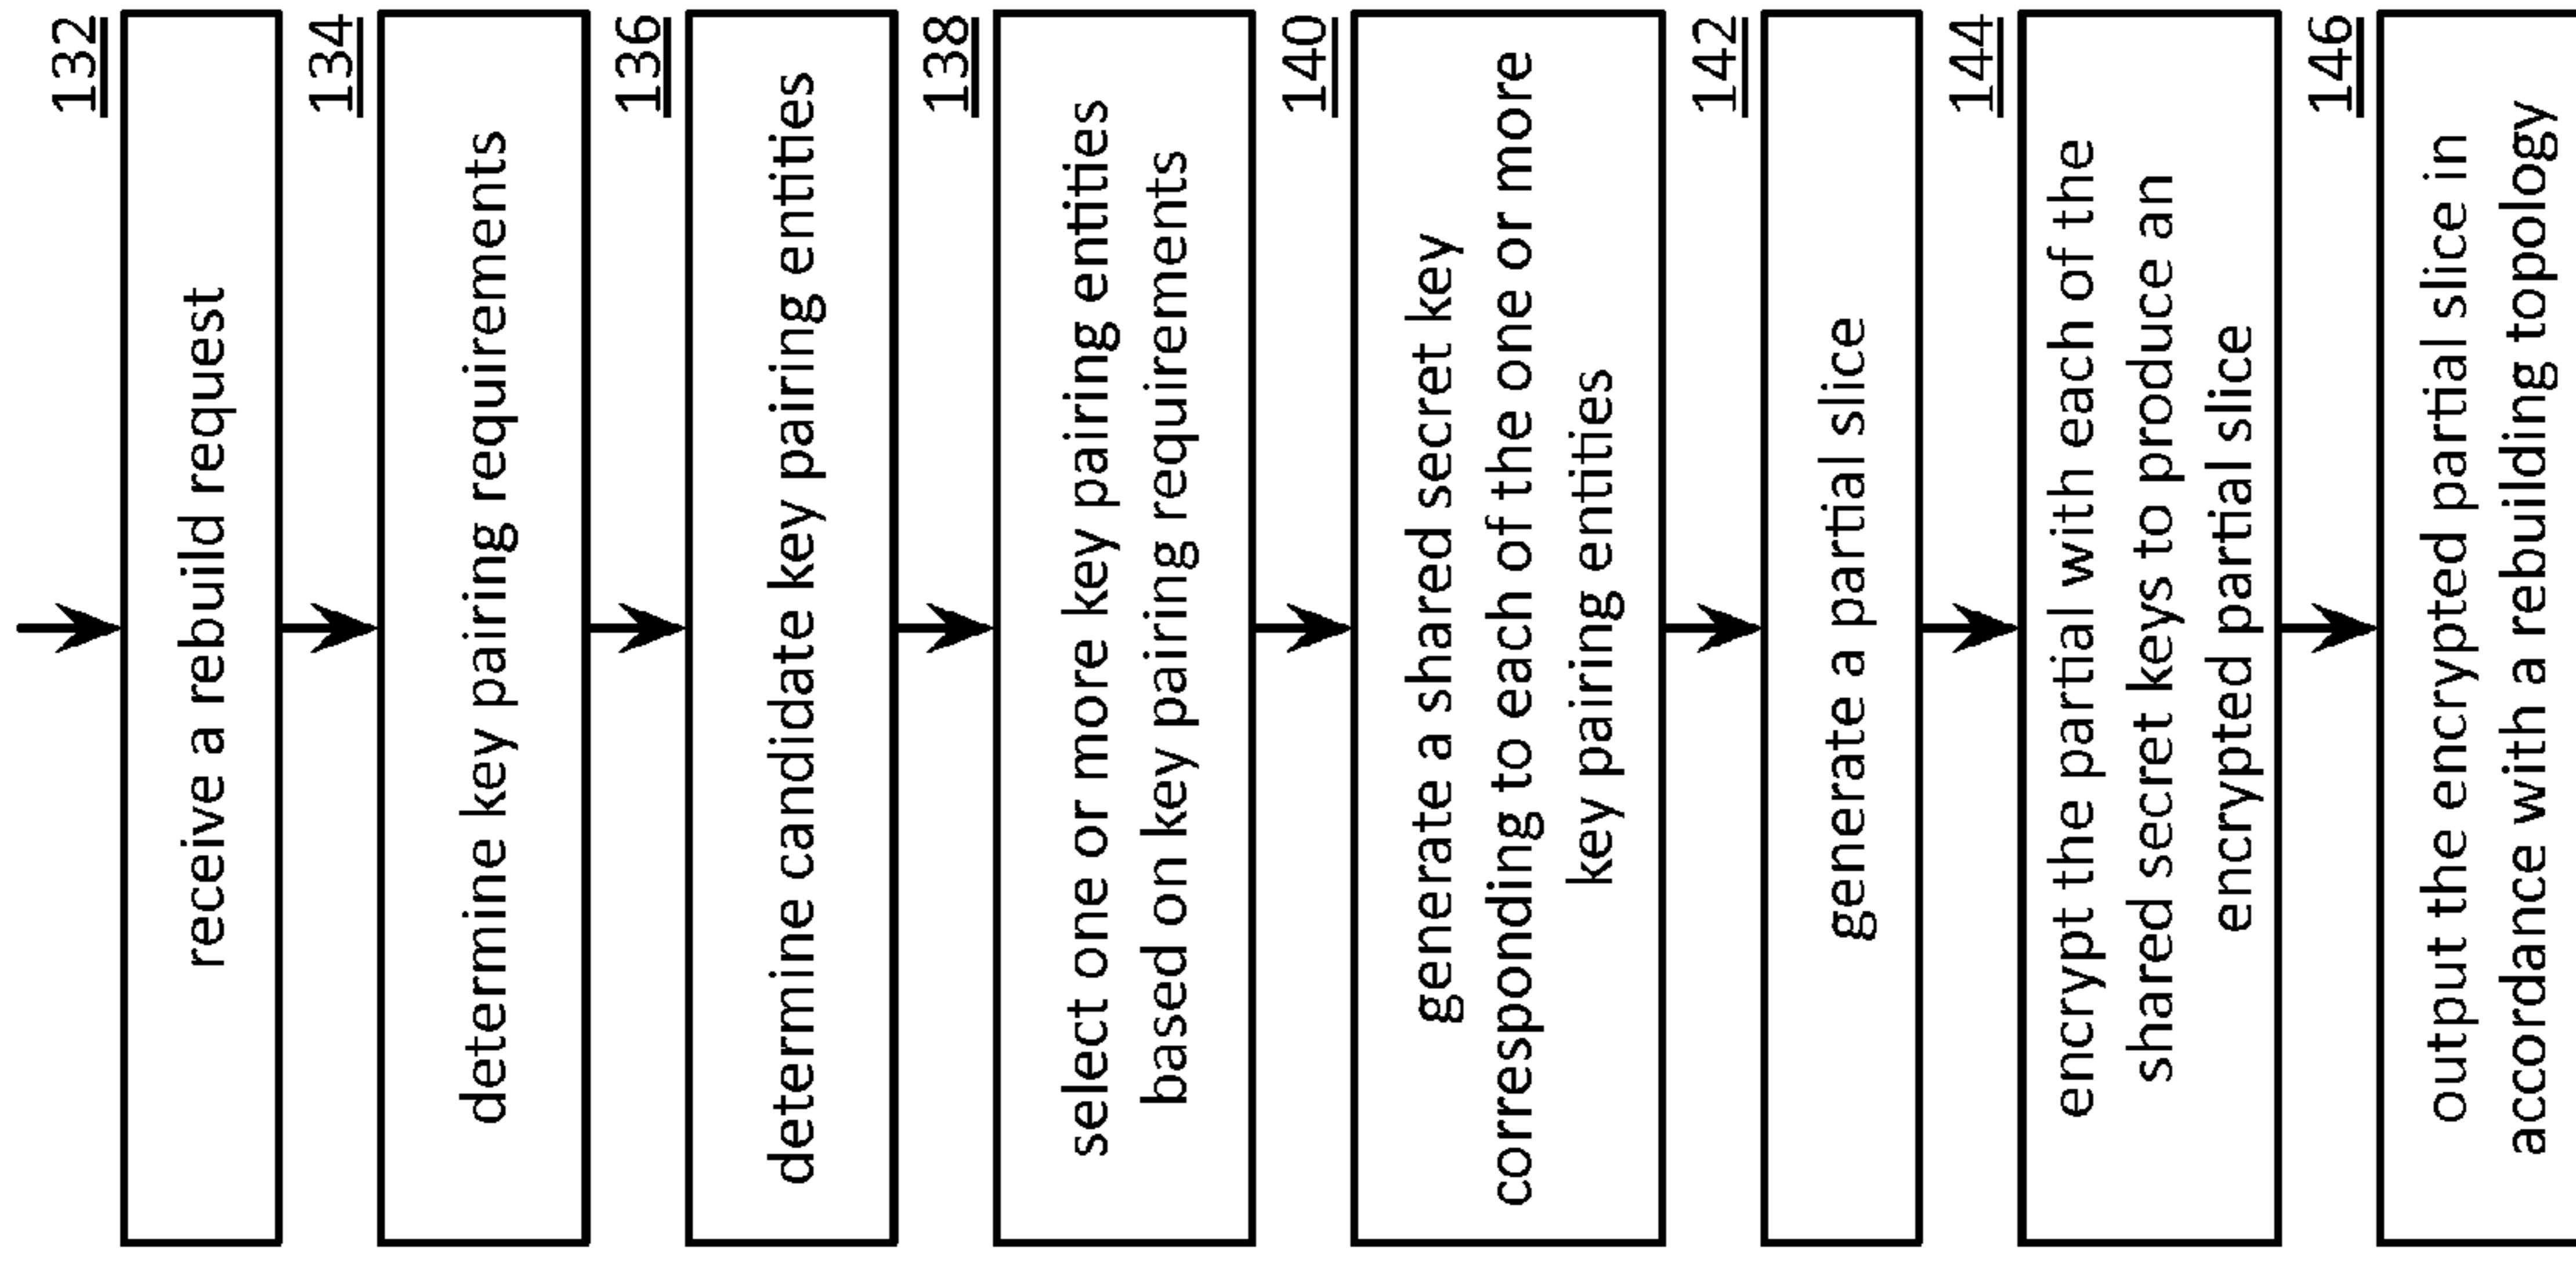 132
receive a rebuild request
134
determine key pairing requirements
136
determine candidate key pairing entities
138
select one or more key pairing entities
based on key pairing requirements
140
generate a shared secret key
corresponding to each of the one or more
key pairing entities
142
generate a partial slice
144
encrypt the partial with each of the
shared secret keys to produce an
encrypted partial slice
146
output the encrypted partial slice in
accordance with a rebuilding topology